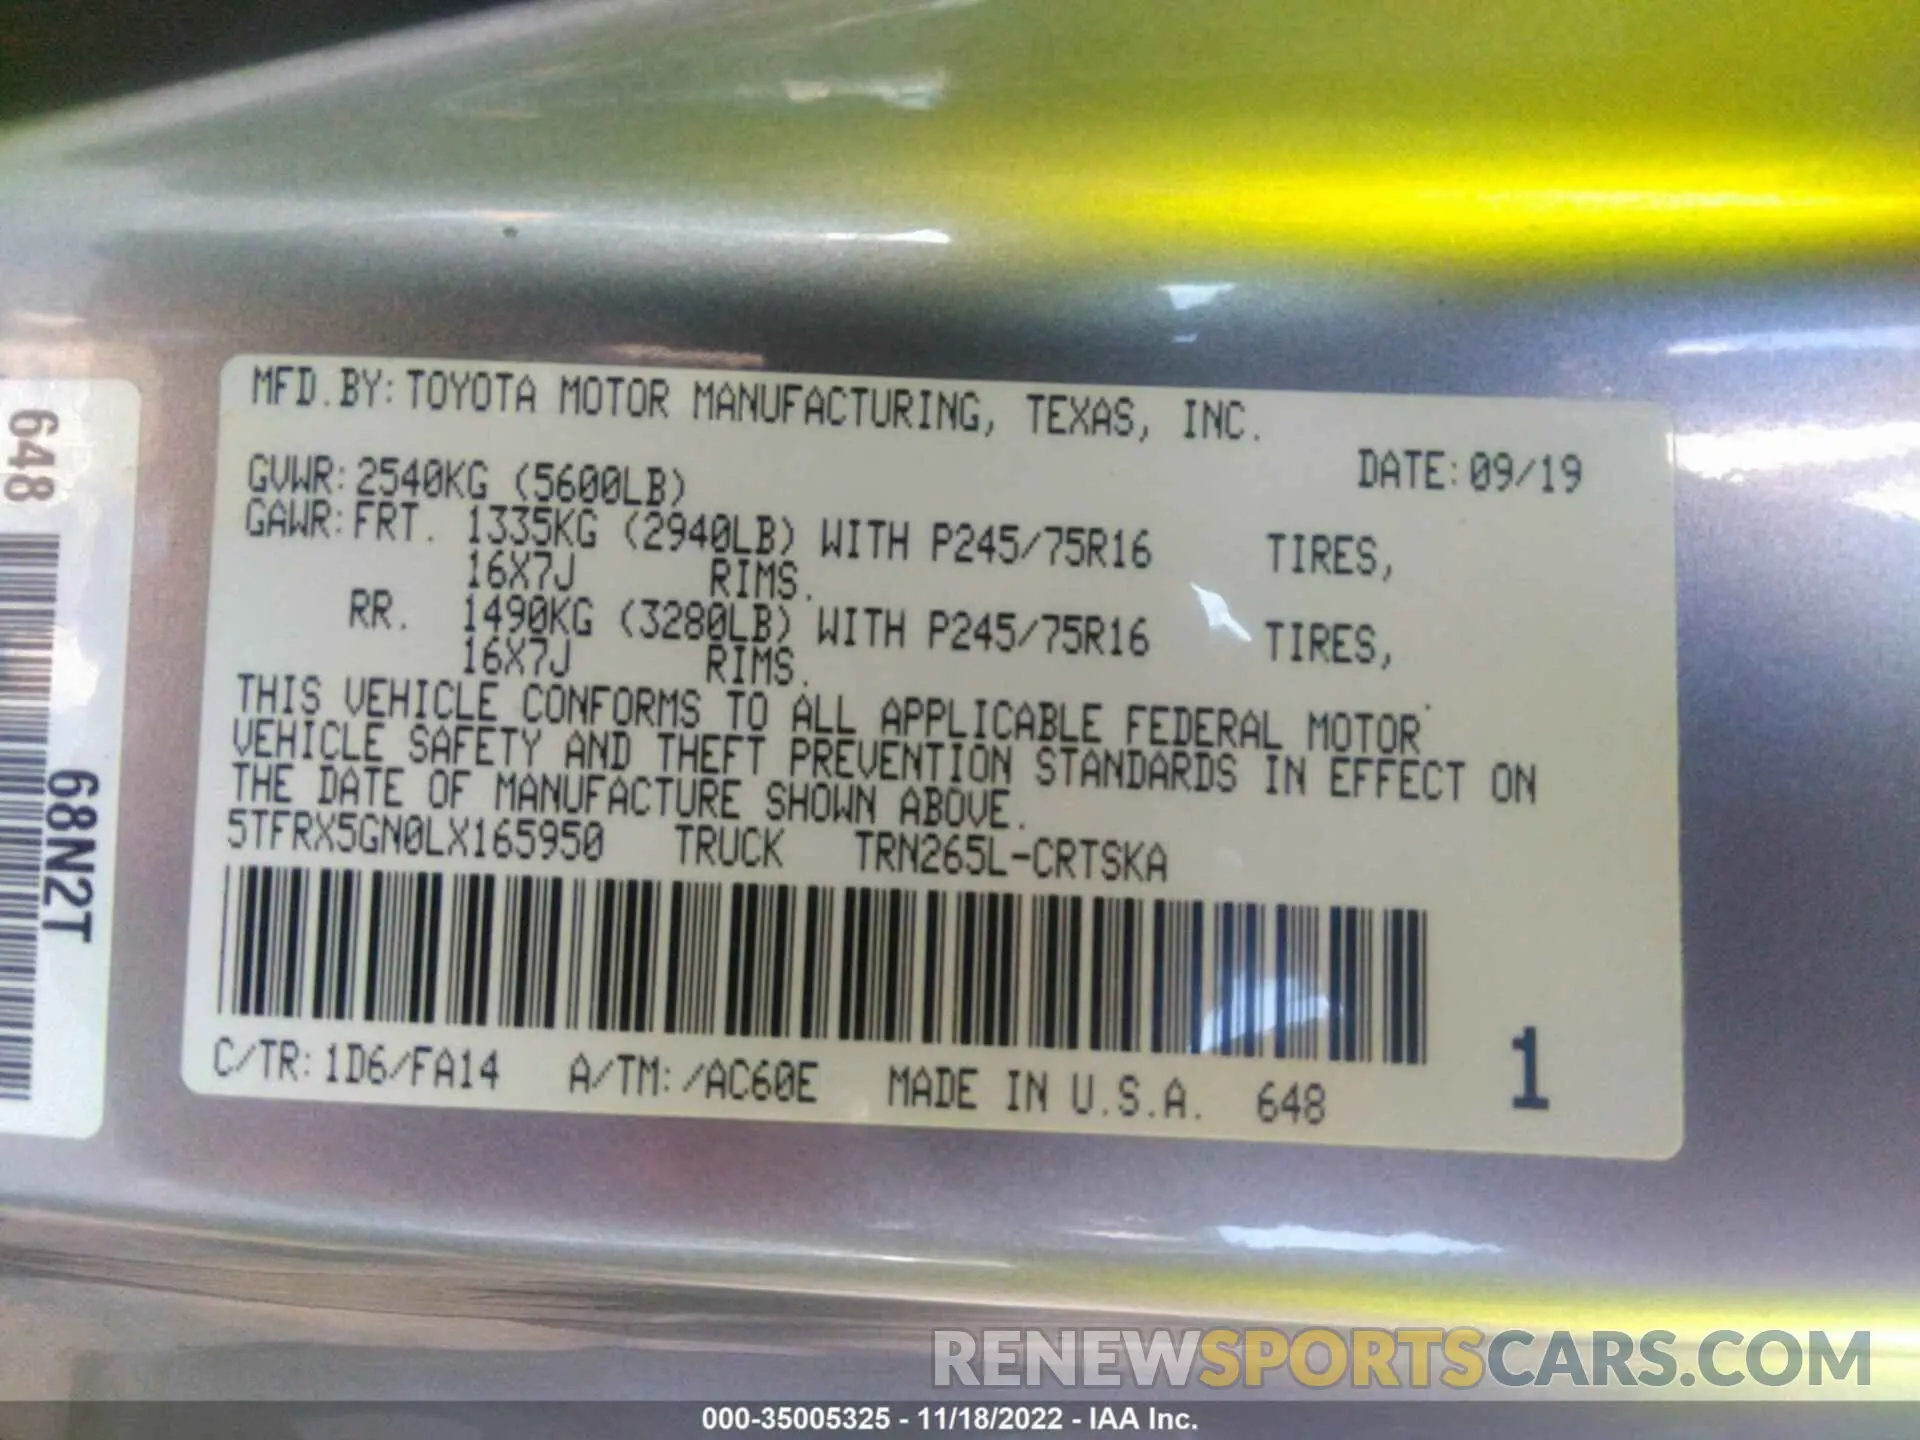 MFD.BY:TOYOTA MOTOR MANUFACTURING, TEXAS, INC.
DATE:09/19
GVWR:2540KG (5600LB)
GAWR:FRT. 1335KG (2940LB) WITH P245/75R16 TIRES,
16X7J RIMS.
RR. 1490KG (3280LB) WITH P245/75R16 TIRES,
16X7J RIMS.
THIS VEHICLE CONFORMS TO ALL APPLICABLE FEDERAL MOTOR
VEHICLE SAFETY AND THEFT PREVENTION STANDARDS IN EFFECT ON
THE DATE OF MANUFACTURE SHOWN ABOVE.
5TFRX5GN0LX165950 TRUCK TRN265L-CRTSKA
C/TR:1D6/FA14 A/TM:/AC60E MADE IN U.S.A. 648
1
648
68N2T
RENEWSPORTSCARS.COM
000-35005325 - 11/18/2022 - IAA Inc.